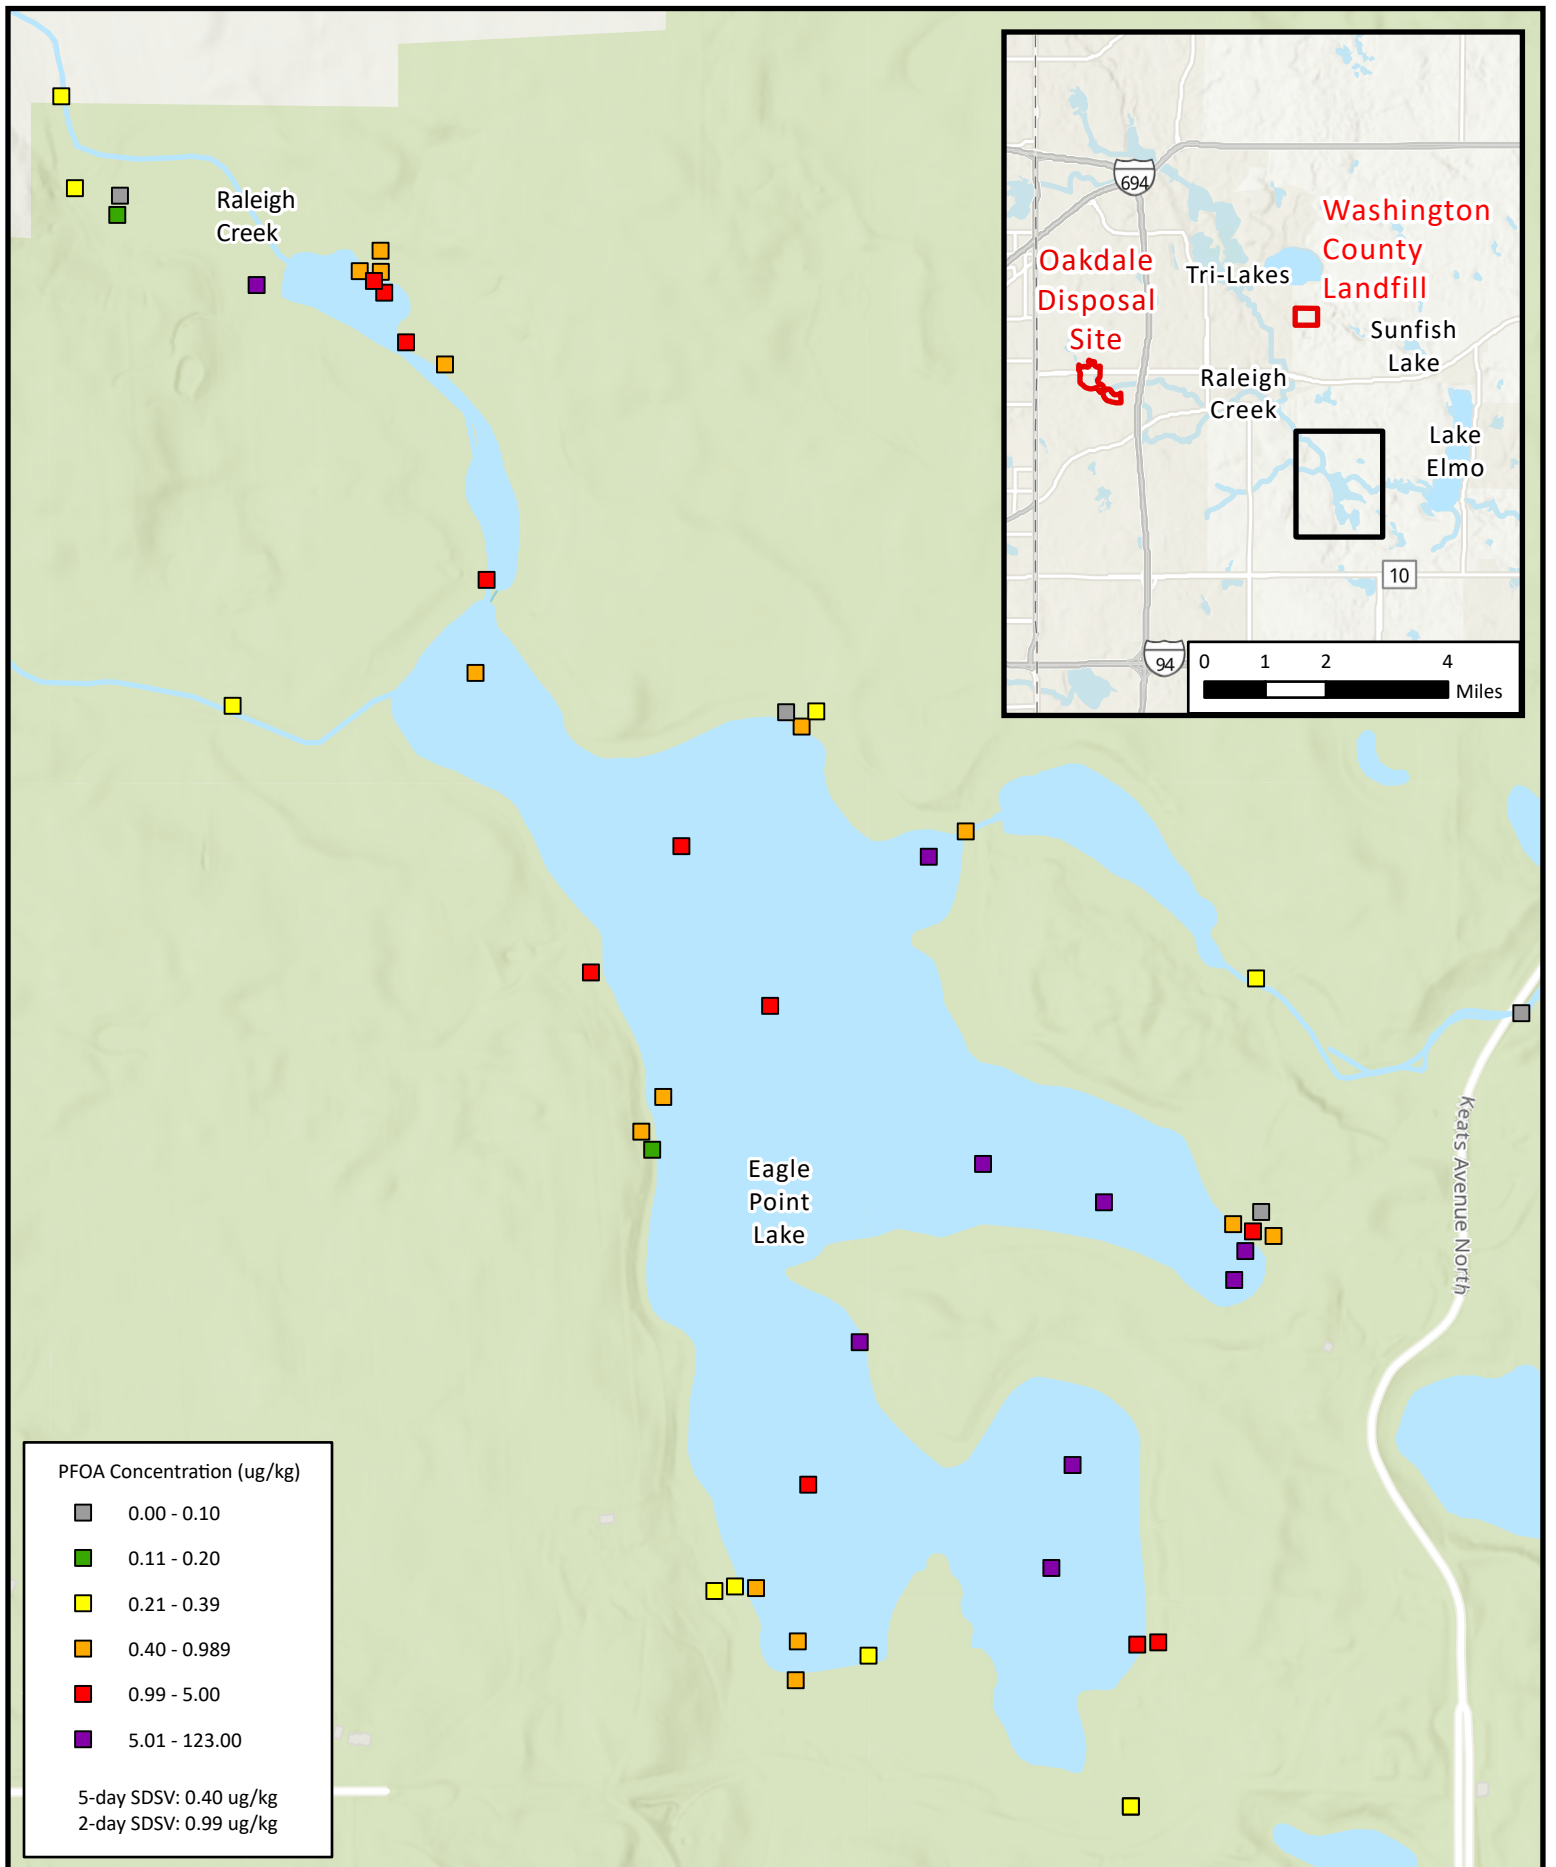 Raleigh
Creek
Eagle
Point
Lake
Keats Avenue North
694
Washington
County
Landfill
Oakdale
Disposal
Site
Tri-Lakes
Sunfish
Lake
Raleigh
Creek
Lake
Elmo
10
94
0 1 2 4
Miles
PFOA Concentration (ug/kg)
0.00 - 0.10
0.11 - 0.20
0.21 - 0.39
0.40 - 0.989
0.99 - 5.00
5.01 - 123.00
5-day SDSV: 0.40 ug/kg
2-day SDSV: 0.99 ug/kg